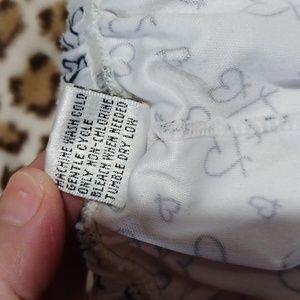 MACHINE WASH COLD
GENTLE CYCLE
ONLY NON-CHLORINE
BLEACH WHEN NEEDED
TUMBLE DRY LOW